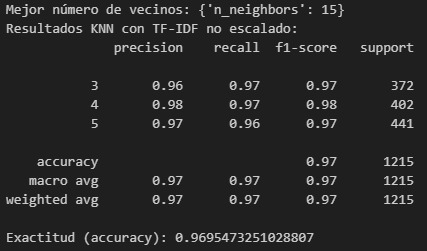 Mejor número de vecinos: {'n_neighbors': 15}
Resultados KNN con TF-IDF no escalado:
precision recall f1-score support
3 0.96 0.97 0.97 372
4 0.98 0.97 0.98 402
5 0.97 0.96 0.97 441
accuracy 0.97 1215
macro avg 0.97 0.97 0.97 1215
weighted avg 0.97 0.97 0.97 1215
Exactitud (accuracy): 0.9695473251028807